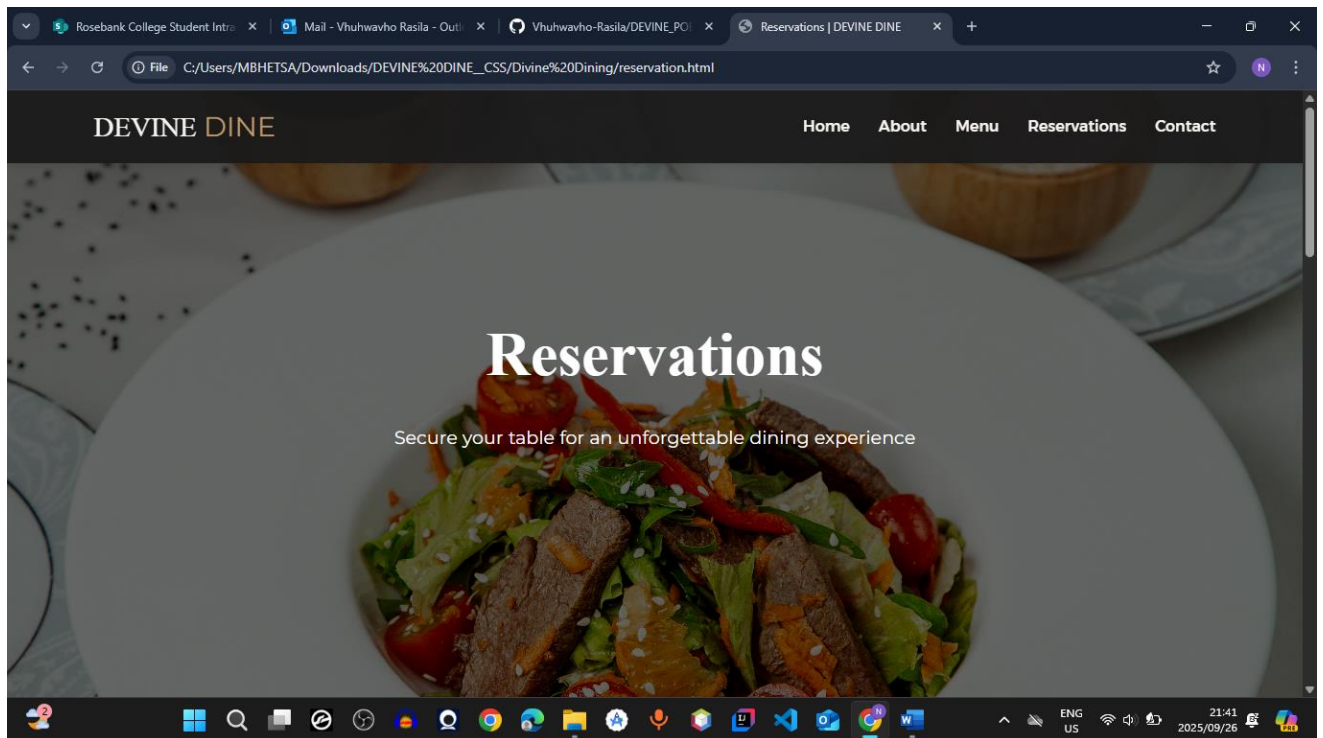 Rosebank College Student Intra
Mail - Vhuhwavho Rasila - Outl
Vhuhwavho-Rasila/DEVINE_POE
Reservations | DEVINE DINE
File C:/Users/MBHETSA/Downloads/DEVINE%20DINE__CSS/Divine%20Dining/reservation.html
N
DEVINE DINE
Home About Menu Reservations Contact
Reservations
Secure your table for an unforgettable dining experience
2
ENG
US
21:41
2025/09/26